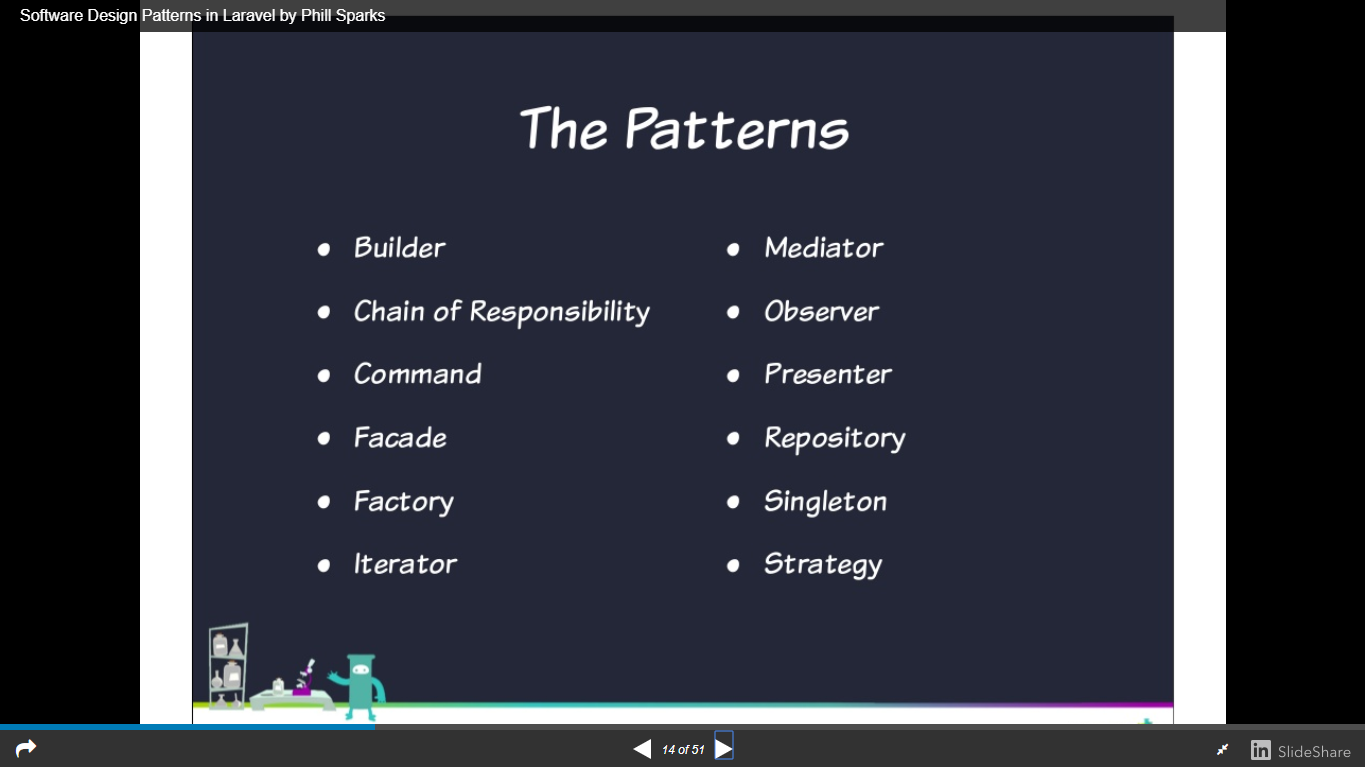 Software Design Patterns in Laravel by Phill Sparks
The Patterns
Builder
Chain of Responsibility
Command
Facade
Factory
Iterator
Mediator
Observer
Presenter
Repository
Singleton
Strategy
14 of 51
in SlideShare